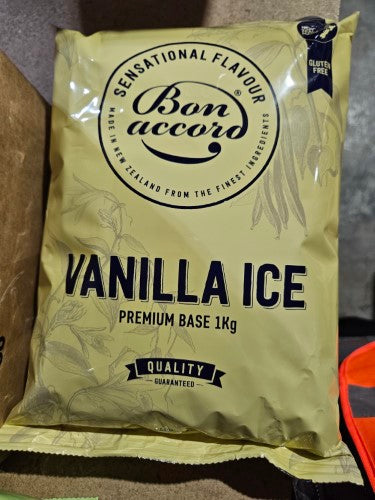 SENSATIONAL FLAVOUR
Bon
accord
®
MADE IN NEW ZEALAND FROM THE FINEST INGREDIENTS
GLUTEN
FREE
VANILLA ICE
PREMIUM BASE 1Kg
QUALITY
GUARANTEED